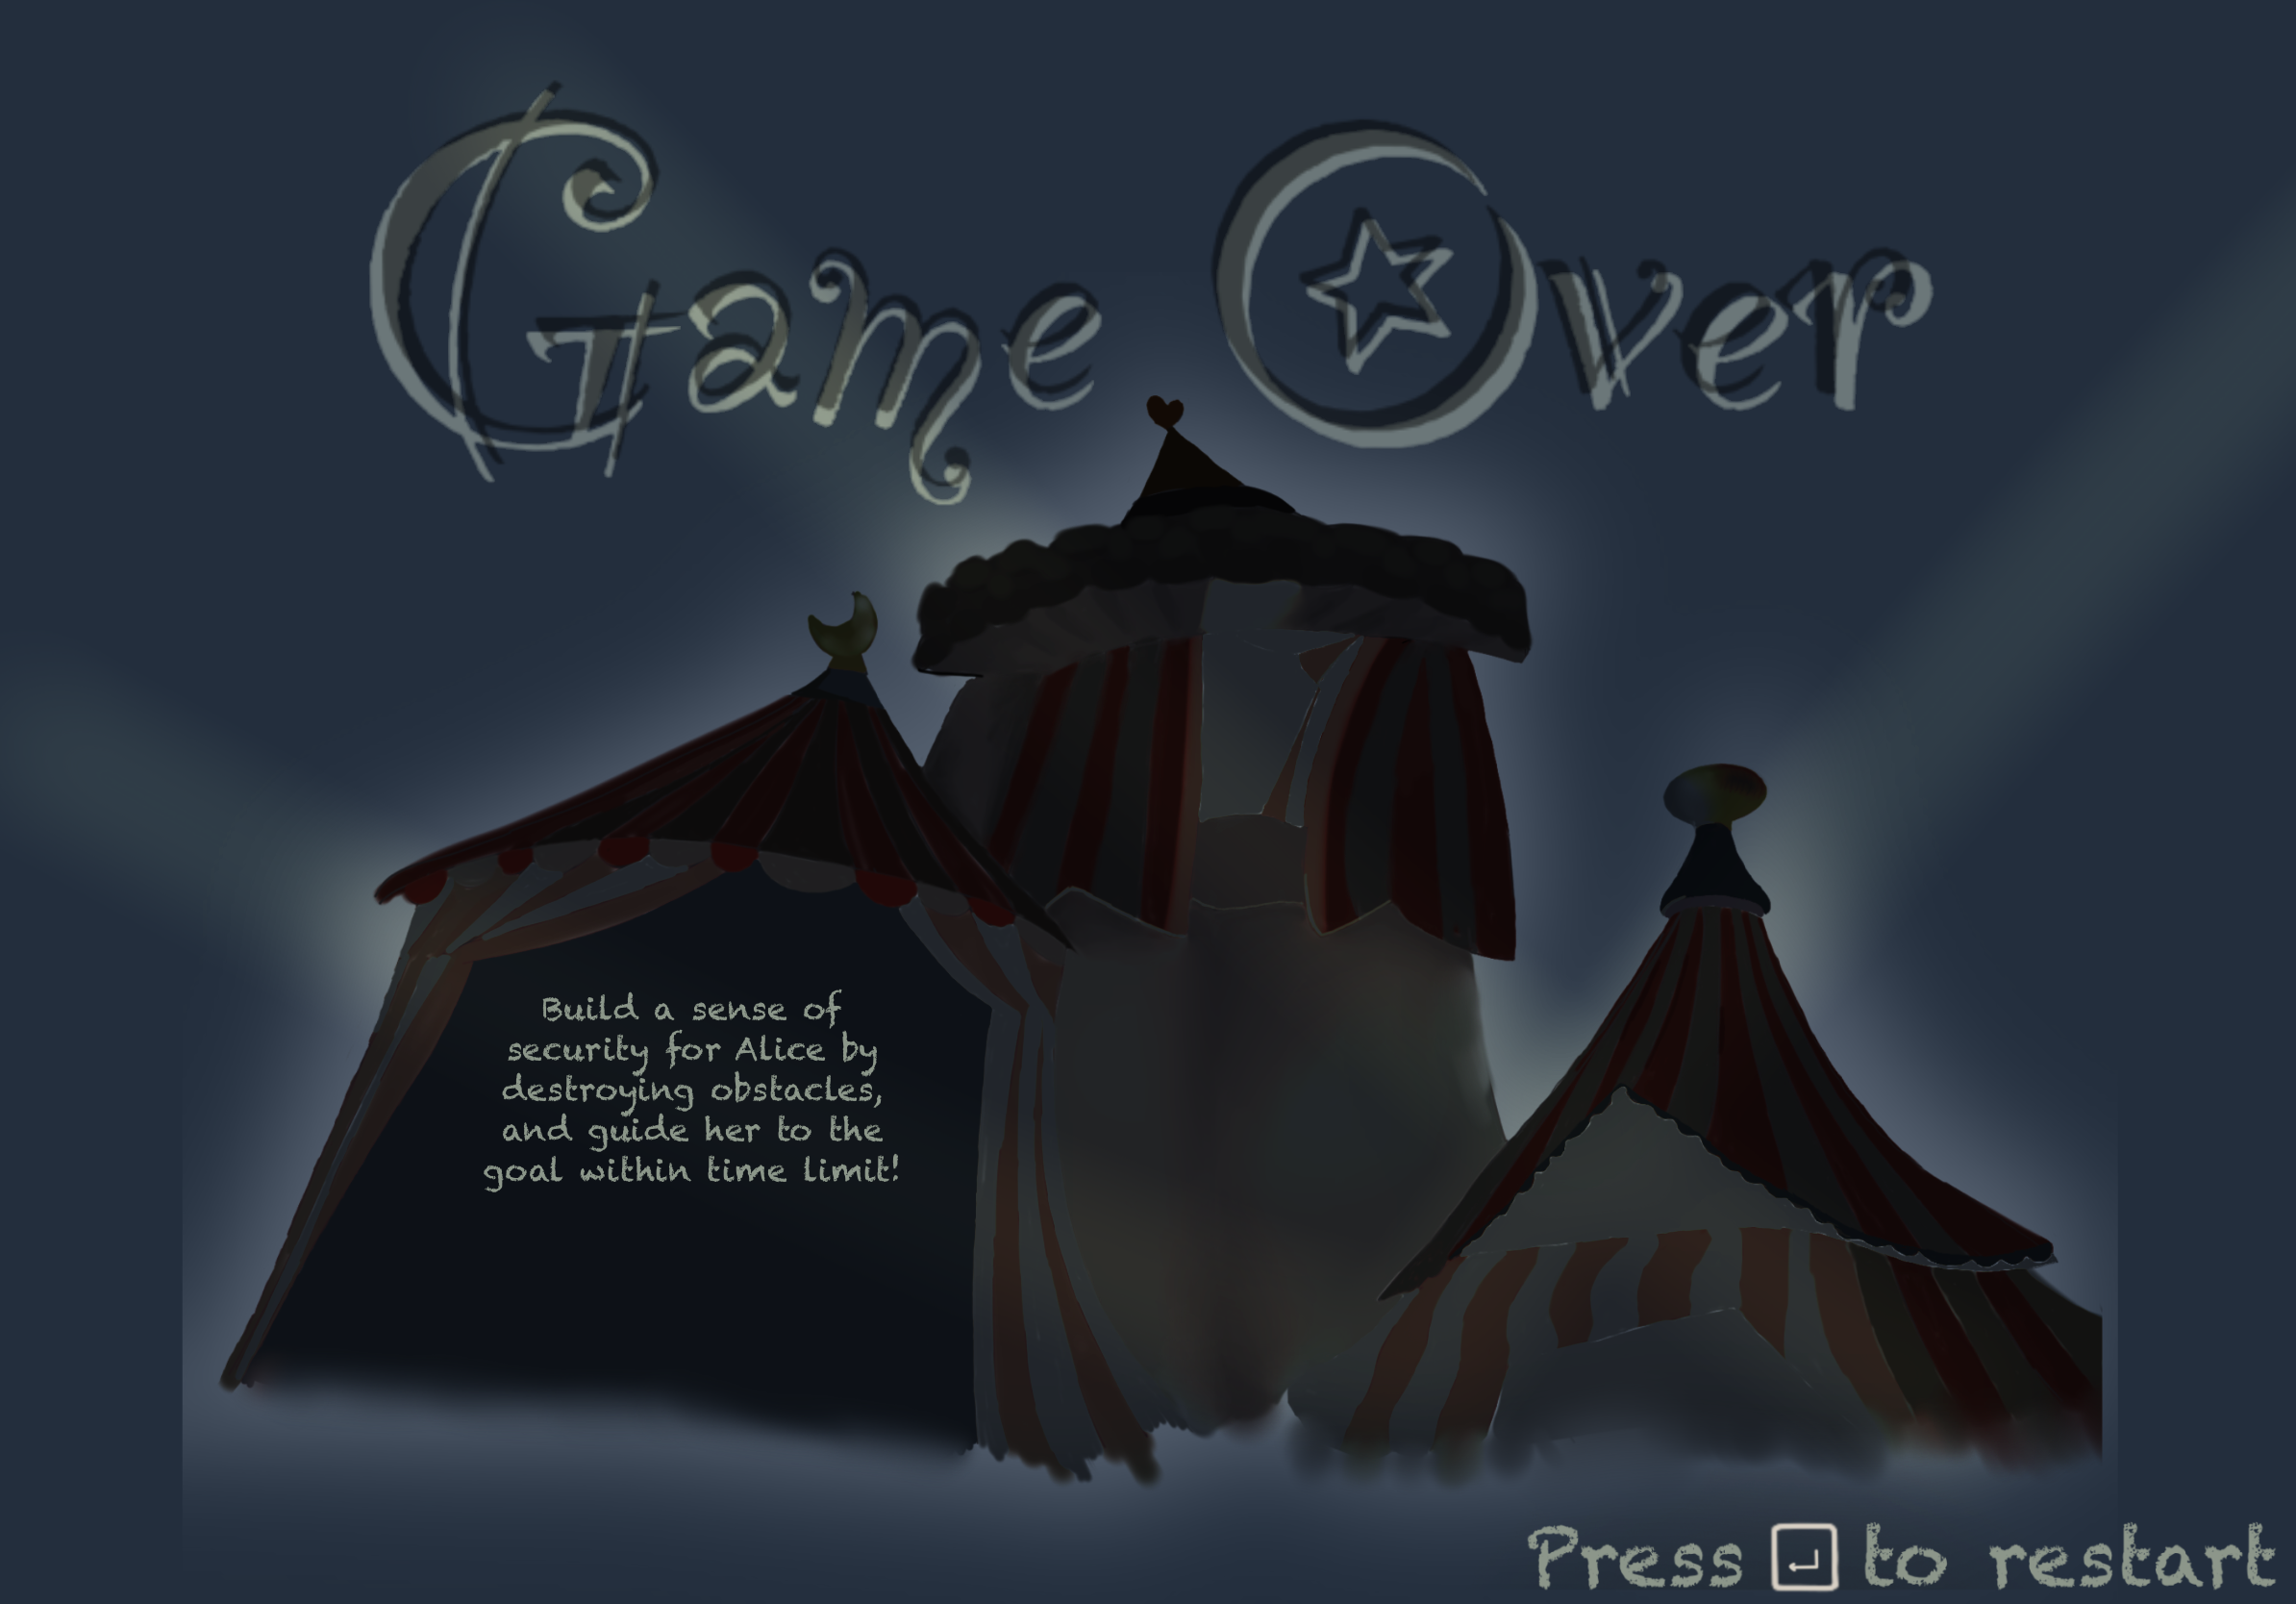 Game Over
Build a sense of
security for Alice by
destroying obstacles,
and guide her to the
goal within time limit!
Press ↵ to restart